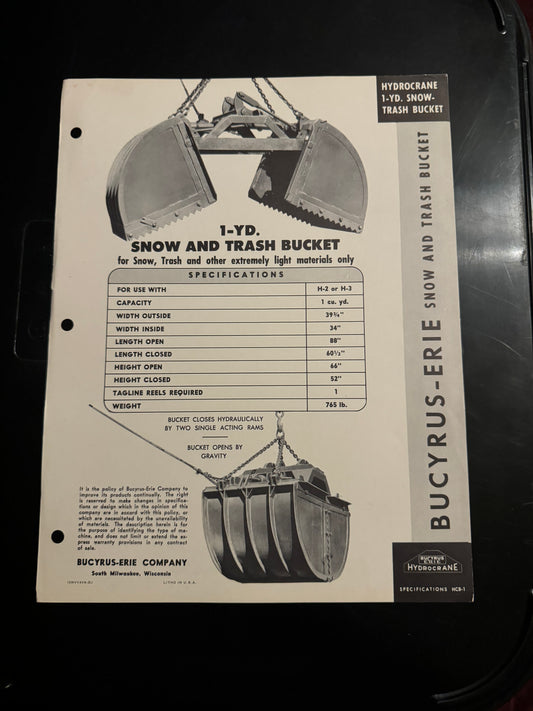 HYDROCRANE
1-YD. SNOW-
TRASH BUCKET
BUCYRUS-ERIE SNOW AND TRASH BUCKET
1-YD.
SNOW AND TRASH BUCKET
for Snow, Trash and other extremely light materials only
SPECIFICATIONS
FOR USE WITH H-2 or H-3
CAPACITY 1 cu. yd.
WIDTH OUTSIDE 39¾"
WIDTH INSIDE 34"
LENGTH OPEN 88"
LENGTH CLOSED 60½"
HEIGHT OPEN 66"
HEIGHT CLOSED 52"
TAGLINE REELS REQUIRED 1
WEIGHT 765 lb.
BUCKET CLOSES HYDRAULICALLY
BY TWO SINGLE ACTING RAMS
BUCKET OPENS BY
GRAVITY
It is the policy of Bucyrus-Erie Company to
improve its products continually. The right
is reserved to make changes in specifica-
tions or design which in the opinion of this
company are in accord with this policy, or
which are necessitated by the unavailability
of materials. The description herein is for
the purpose of identifying the type of ma-
chine, and does not limit or extend the ex-
press warranty provisions in any contract
of sale.
BUCYRUS-ERIE COMPANY
South Milwaukee, Wisconsin
LITHO IN U.S.A.
BUCYRUS
ERIE
HYDROCRANE
SPECIFICATIONS HCB-1